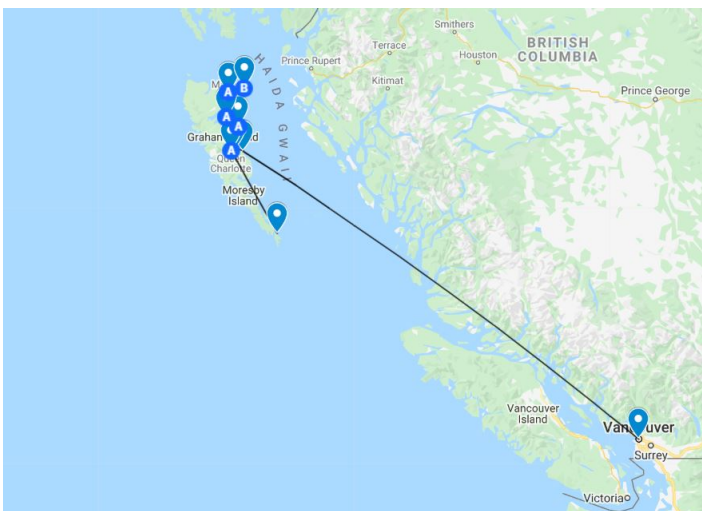 Smithers
Terrace
Houston
BRITISH
COLUMBIA
Prince Rupert
Kitimat
Prince George
HAIDA GWAII
M
A
B
A
A
Graham
A
Queen
Charlotte
Moresby
Island
Vancouver
Island
Vancouver
Surrey
Victoria